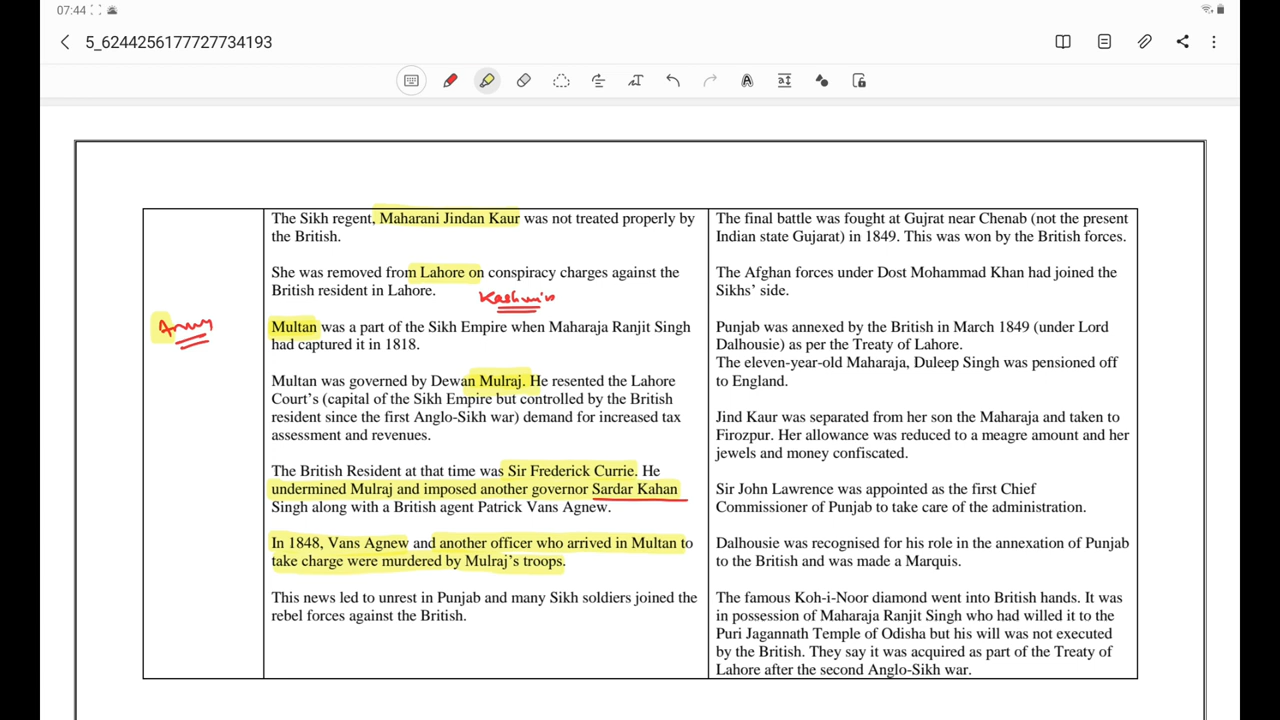 07:44
5_6244256177727734193
The Sikh regent, Maharani Jindan Kaur was not treated properly by
the British.
She was removed from Lahore on conspiracy charges against the
British resident in Lahore.
Kashmir
Army
Multan was a part of the Sikh Empire when Maharaja Ranjit Singh
had captured it in 1818.
Multan was governed by Dewan Mulraj. He resented the Lahore
Court’s (capital of the Sikh Empire but controlled by the British
resident since the first Anglo-Sikh war) demand for increased tax
assessment and revenues.
The British Resident at that time was Sir Frederick Currie. He
undermined Mulraj and imposed another governor Sardar Kahan
Singh along with a British agent Patrick Vans Agnew.
In 1848, Vans Agnew and another officer who arrived in Multan to
take charge were murdered by Mulraj’s troops.
This news led to unrest in Punjab and many Sikh soldiers joined the
rebel forces against the British.
The final battle was fought at Gujrat near Chenab (not the present
Indian state Gujarat) in 1849. This was won by the British forces.
The Afghan forces under Dost Mohammad Khan had joined the
Sikhs’ side.
Punjab was annexed by the British in March 1849 (under Lord
Dalhousie) as per the Treaty of Lahore.
The eleven-year-old Maharaja, Duleep Singh was pensioned off
to England.
Jind Kaur was separated from her son the Maharaja and taken to
Firozpur. Her allowance was reduced to a meagre amount and her
jewels and money confiscated.
Sir John Lawrence was appointed as the first Chief
Commissioner of Punjab to take care of the administration.
Dalhousie was recognised for his role in the annexation of Punjab
to the British and was made a Marquis.
The famous Koh-i-Noor diamond went into British hands. It was
in possession of Maharaja Ranjit Singh who had willed it to the
Puri Jagannath Temple of Odisha but his will was not executed
by the British. They say it was acquired as part of the Treaty of
Lahore after the second Anglo-Sikh war.